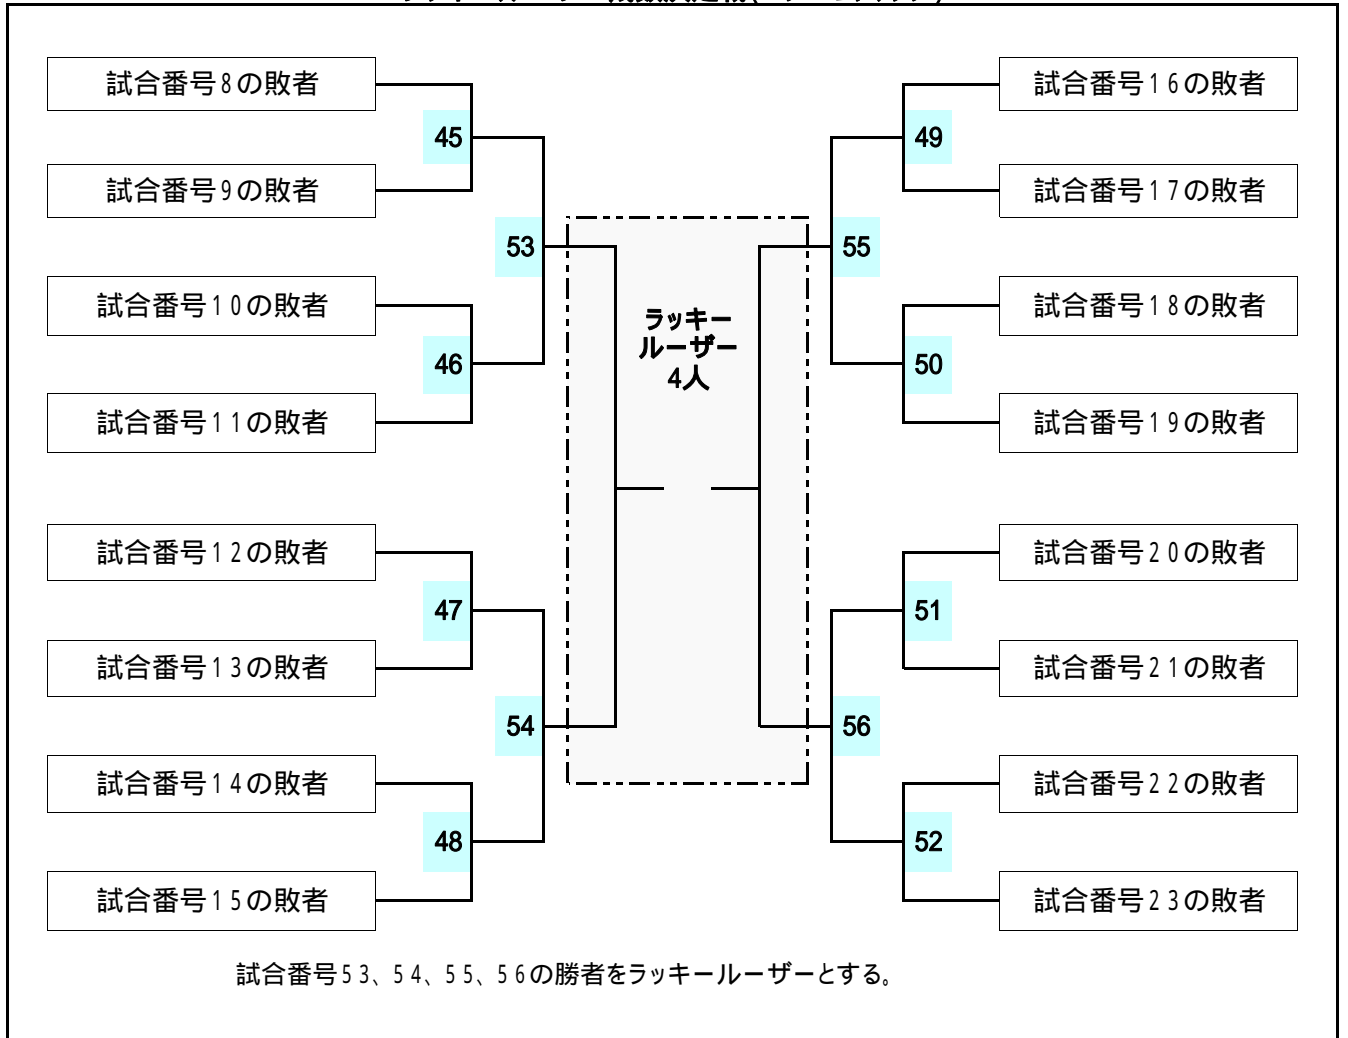 試合番号8の敗者
45
試合番号9の敗者
53
試合番号10の敗者
46
試合番号11の敗者
試合番号12の敗者
47
試合番号13の敗者
54
試合番号14の敗者
48
試合番号15の敗者
ラッキー
ルーザー
4人
試合番号16の敗者
49
試合番号17の敗者
55
試合番号18の敗者
50
試合番号19の敗者
試合番号20の敗者
51
試合番号21の敗者
56
試合番号22の敗者
52
試合番号23の敗者
試合番号53、54、55、56の勝者をラッキールーザーとする。